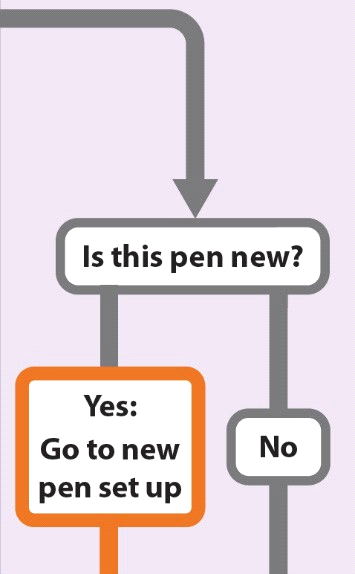 Is this pen new?
Yes:
Go to new
pen set up
No